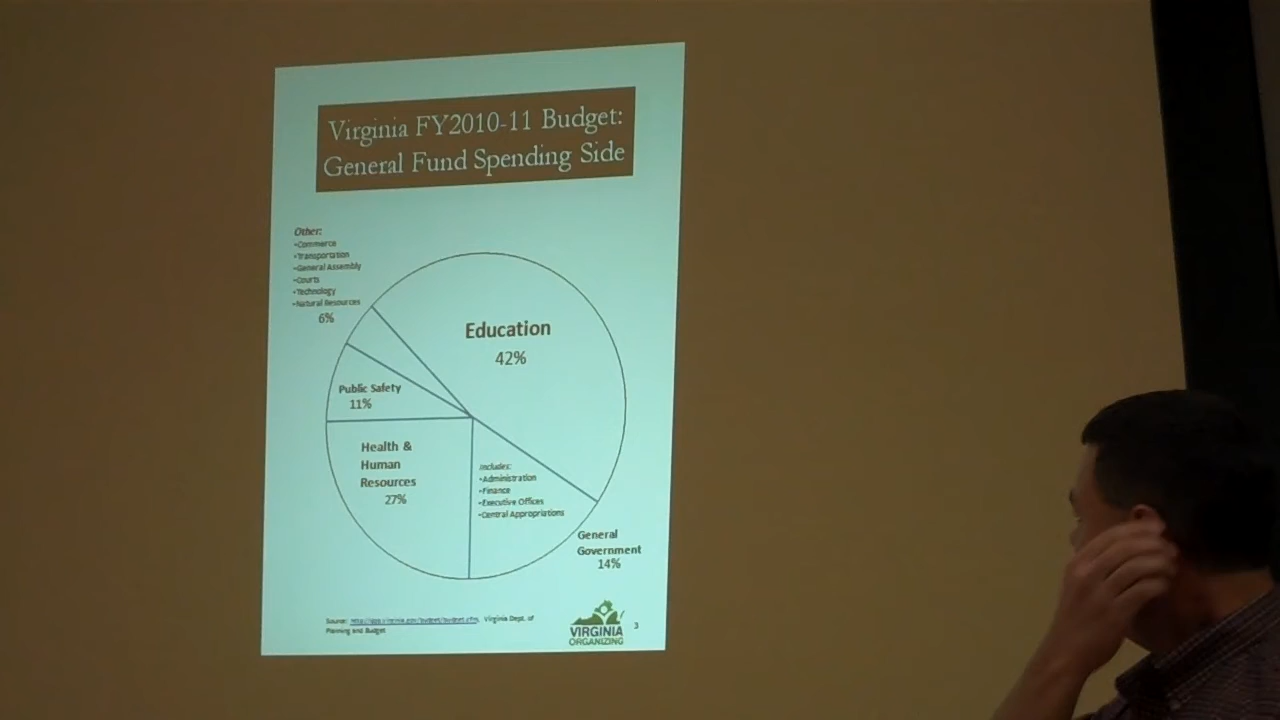 Virginia FY2010-11 Budget:
General Fund Spending Side
Other:
•Commerce
•Transportation
•General Assembly
•Courts
•Technology
•Natural Resources
6%
Education
42%
Public Safety
11%
Health &
Human
Resources
27%
Includes:
•Administration
•Finance
•Executive Offices
•Central Appropriations
General
Government
14%
Source: Virginia Dept. of
Planning and Budget
VIRGINIA
ORGANIZING
3